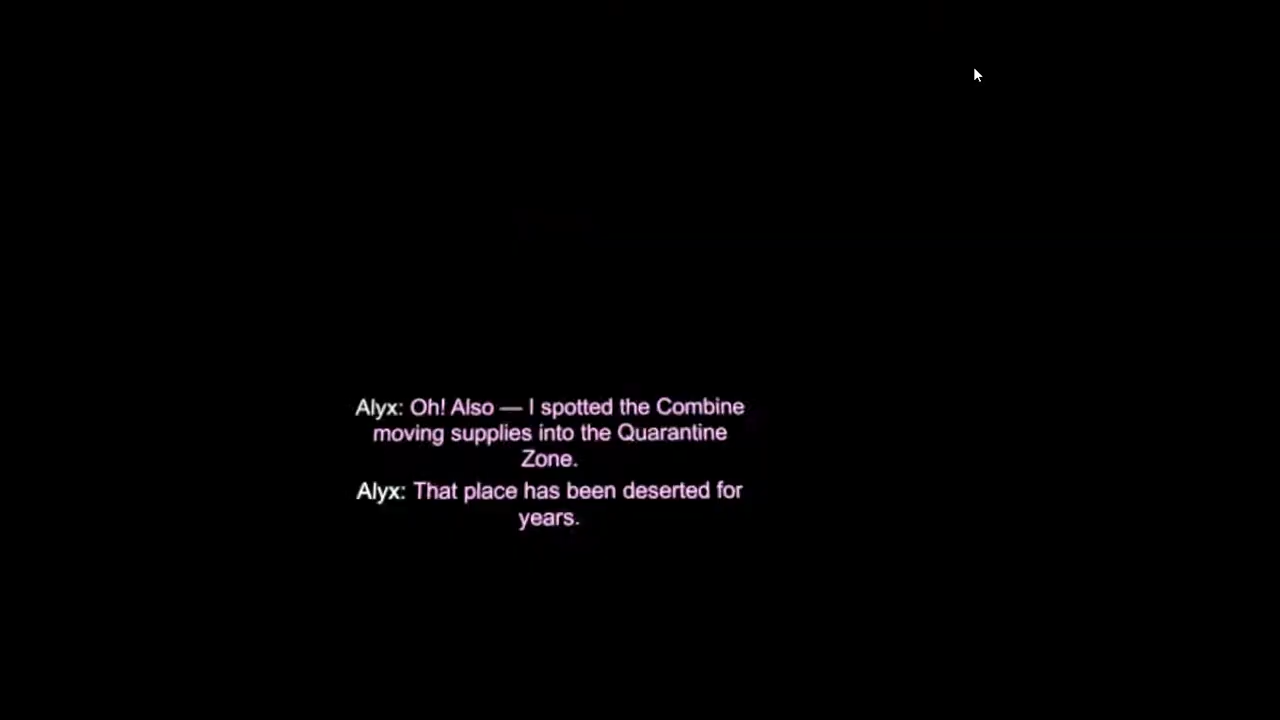 Alyx: Oh! Also — I spotted the Combine
moving supplies into the Quarantine
Zone.
Alyx: That place has been deserted for
years.